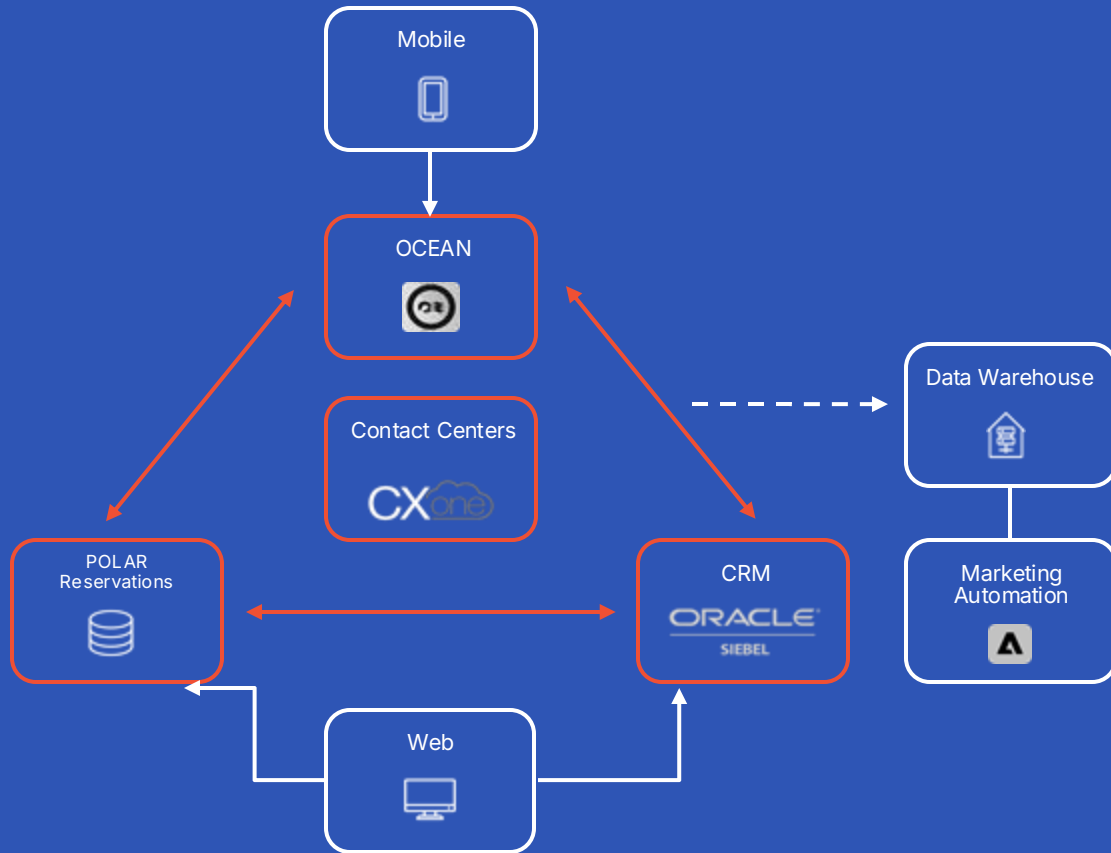 Mobile
OCEAN
Data Warehouse
Contact Centers
CXone
POLAR
Reservations
CRM
ORACLE
SIEBEL
Marketing
Automation
Web